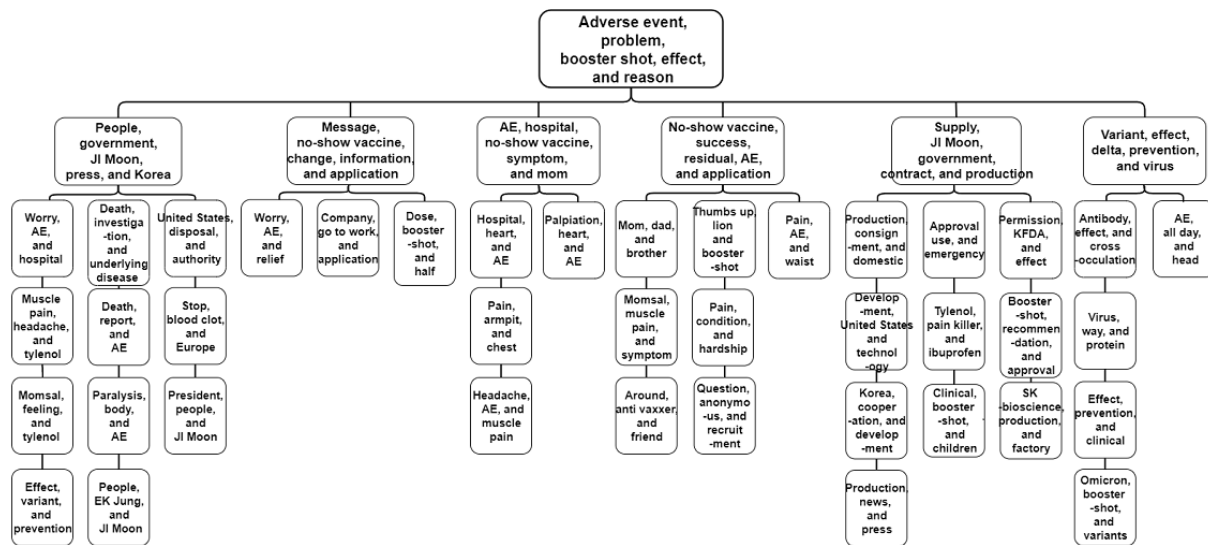 Adverse event,
problem,
booster shot, effect,
and reason
People,
government,
JI Moon,
press, and Korea
Message,
no-show vaccine,
change, information,
and application
AE, hospital,
no-show vaccine,
symptom,
and mom
No-show vaccine,
success,
residual, AE,
and application
Supply,
JI Moon,
government,
contract, and production
Variant, effect,
delta, prevention,
and virus
Worry,
AE, and
hospital
Death,
investiga
-tion,
and
underlying
disease
United States,
disposal, and
authority
Worry,
AE,
and
relief
Company,
go to work,
and
application
Dose,
booster
-shot,
and
half
Hospital,
heart,
and
AE
Palpiation,
heart, and
AE
Mom, dad,
and
brother
Thumbs up,
lion
and
booster
-shot
Pain,
AE,
and
waist
Production
consign
-ment, and
domestic
Approval
use, and
emergency
Permission,
KFDA,
and
effect
Antibody,
effect, and
cross
-occulation
AE,
all day,
and
head
Muscle
pain,
headache,
and
tylenol
Death,
report,
and
AE
Stop,
blood clot,
and
Europe
Pain,
armpit,
and
chest
Momsal,
muscle
pain, and
symptom
Pain,
condition,
and
hardship
Develop
-ment,
United States
and
technol
-ogy
Tylenol,
pain killer,
and
ibuprofen
Booster
-shot,
recommen
-dation,
and
approval
Virus,
way, and
protein
Momsal,
feeling, and
tylenol
Paralysis,
body,
and
AE
President,
people,
and
JI Moon
Headache,
AE, and
muscle
pain
Around,
anti vaxxer,
and
friend
Question,
anonymo
-us, and
recruit
-ment
Korea,
cooper
-ation, and
develop
-ment
Clinical,
booster
-shot,
and
children
SK
-bioscience,
production,
and
factory
Effect,
prevention,
and
clinical
Effect,
variant,
and
prevention
People,
EK Jung,
and
JI Moon
Production,
news,
and
press
Omicron,
booster
-shot,
and
variants